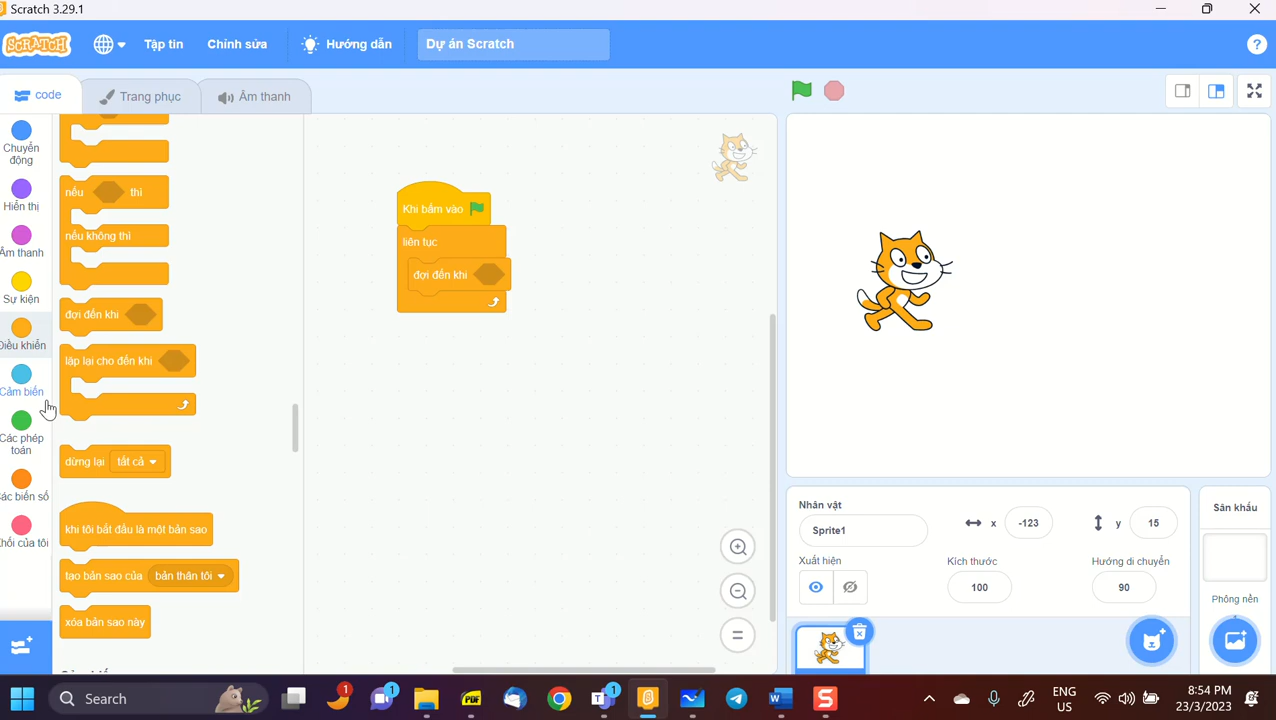 Scratch 3.29.1
SCRATCH
Tập tin
Chỉnh sửa
Hướng dẫn
Dự án Scratch
?
code
Trang phục
Âm thanh
Chuyển
động
Hiển thị
Âm thanh
Sự kiện
Điều khiển
Cảm biến
Các phép
toán
Các biến số
Khối của tôi
nếu thì
nếu không thì
đợi đến khi
lặp lại cho đến khi
dừng lại tất cả
khi tôi bắt đầu là một bản sao
tạo bản sao của bản thân tôi
xóa bản sao này
Khi bấm vào
liên tục
đợi đến khi
Nhân vật
Sprite1
x -123
y 15
Xuất hiện
Kích thước
100
Hướng di chuyển
90
Sân khấu
Phông nền
Search
1
1
1
PDF
T
W
S
ENG
US
8:54 PM
23/3/2023